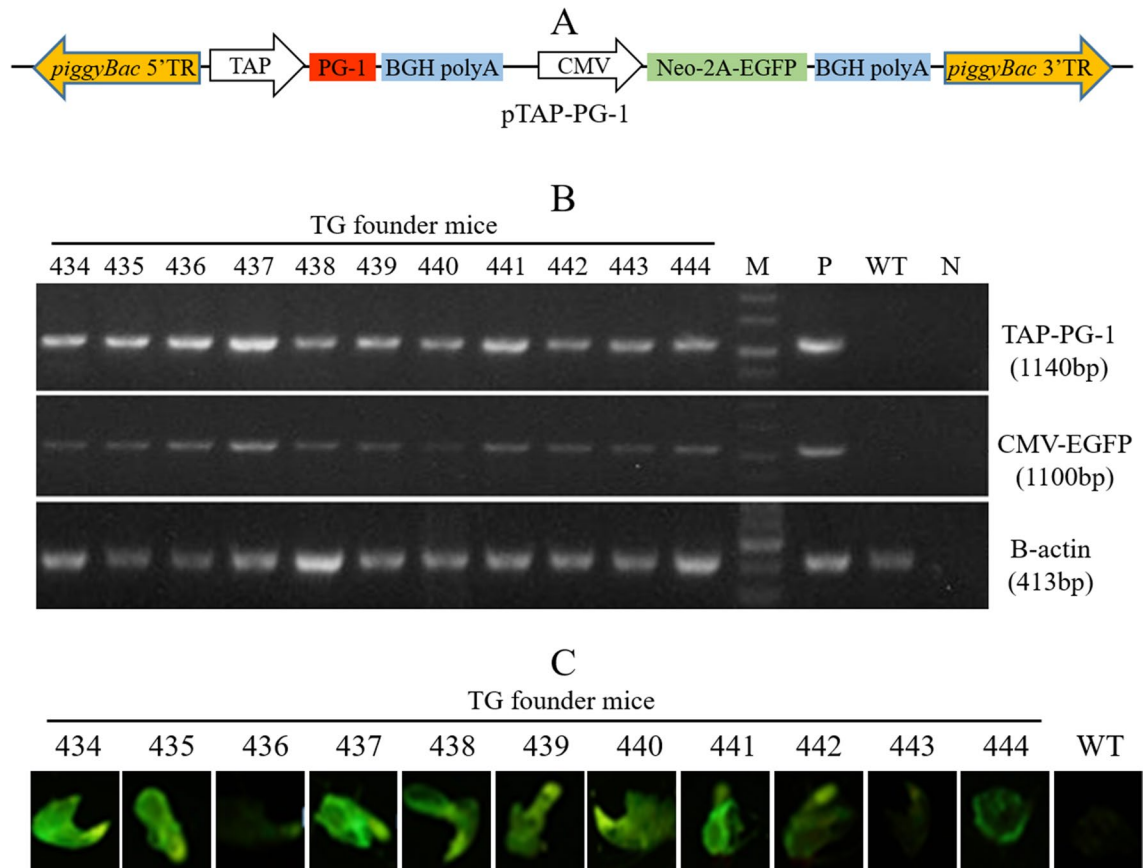 A
piggyBac 5’TR TAP PG-1 BGH polyA CMV Neo-2A-EGFP BGH polyA piggyBac 3’TR
pTAP-PG-1
B
TG founder mice
434 435 436 437 438 439 440 441 442 443 444 M P WT N
TAP-PG-1
(1140bp)
CMV-EGFP
(1100bp)
B-actin
(413bp)
C
TG founder mice
434 435 436 437 438 439 440 441 442 443 444 WT